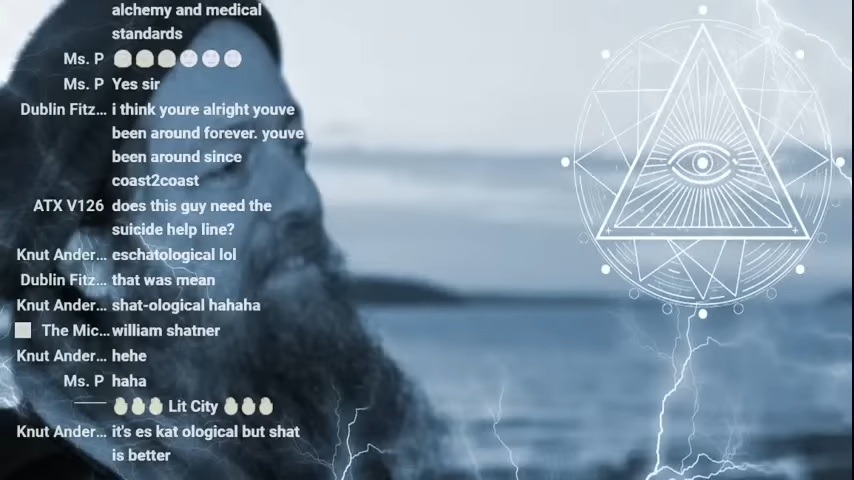 alchemy and medical
standards
Ms. P
Ms. P Yes sir
Dublin Fitz... i think youre alright youve
been around forever. youve
been around since
coast2coast
ATX V126 does this guy need the
suicide help line?
Knut Ander... eschatological lol
Dublin Fitz... that was mean
Knut Ander... shat-ological hahaha
The Mic... william shatner
Knut Ander... hehe
Ms. P haha
Lit City
Knut Ander... it's es kat ological but shat
is better